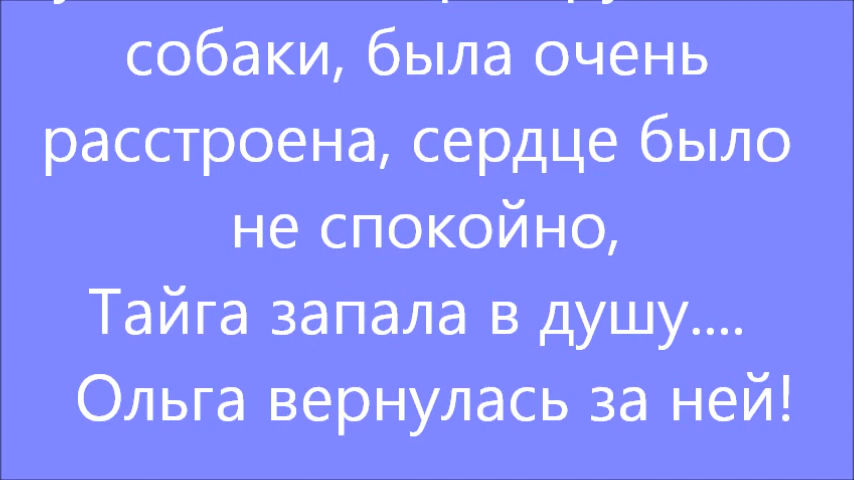 собаки, была очень
расстроена, сердце было
не спокойно,
Тайга запала в душу....
Ольга вернулась за ней!